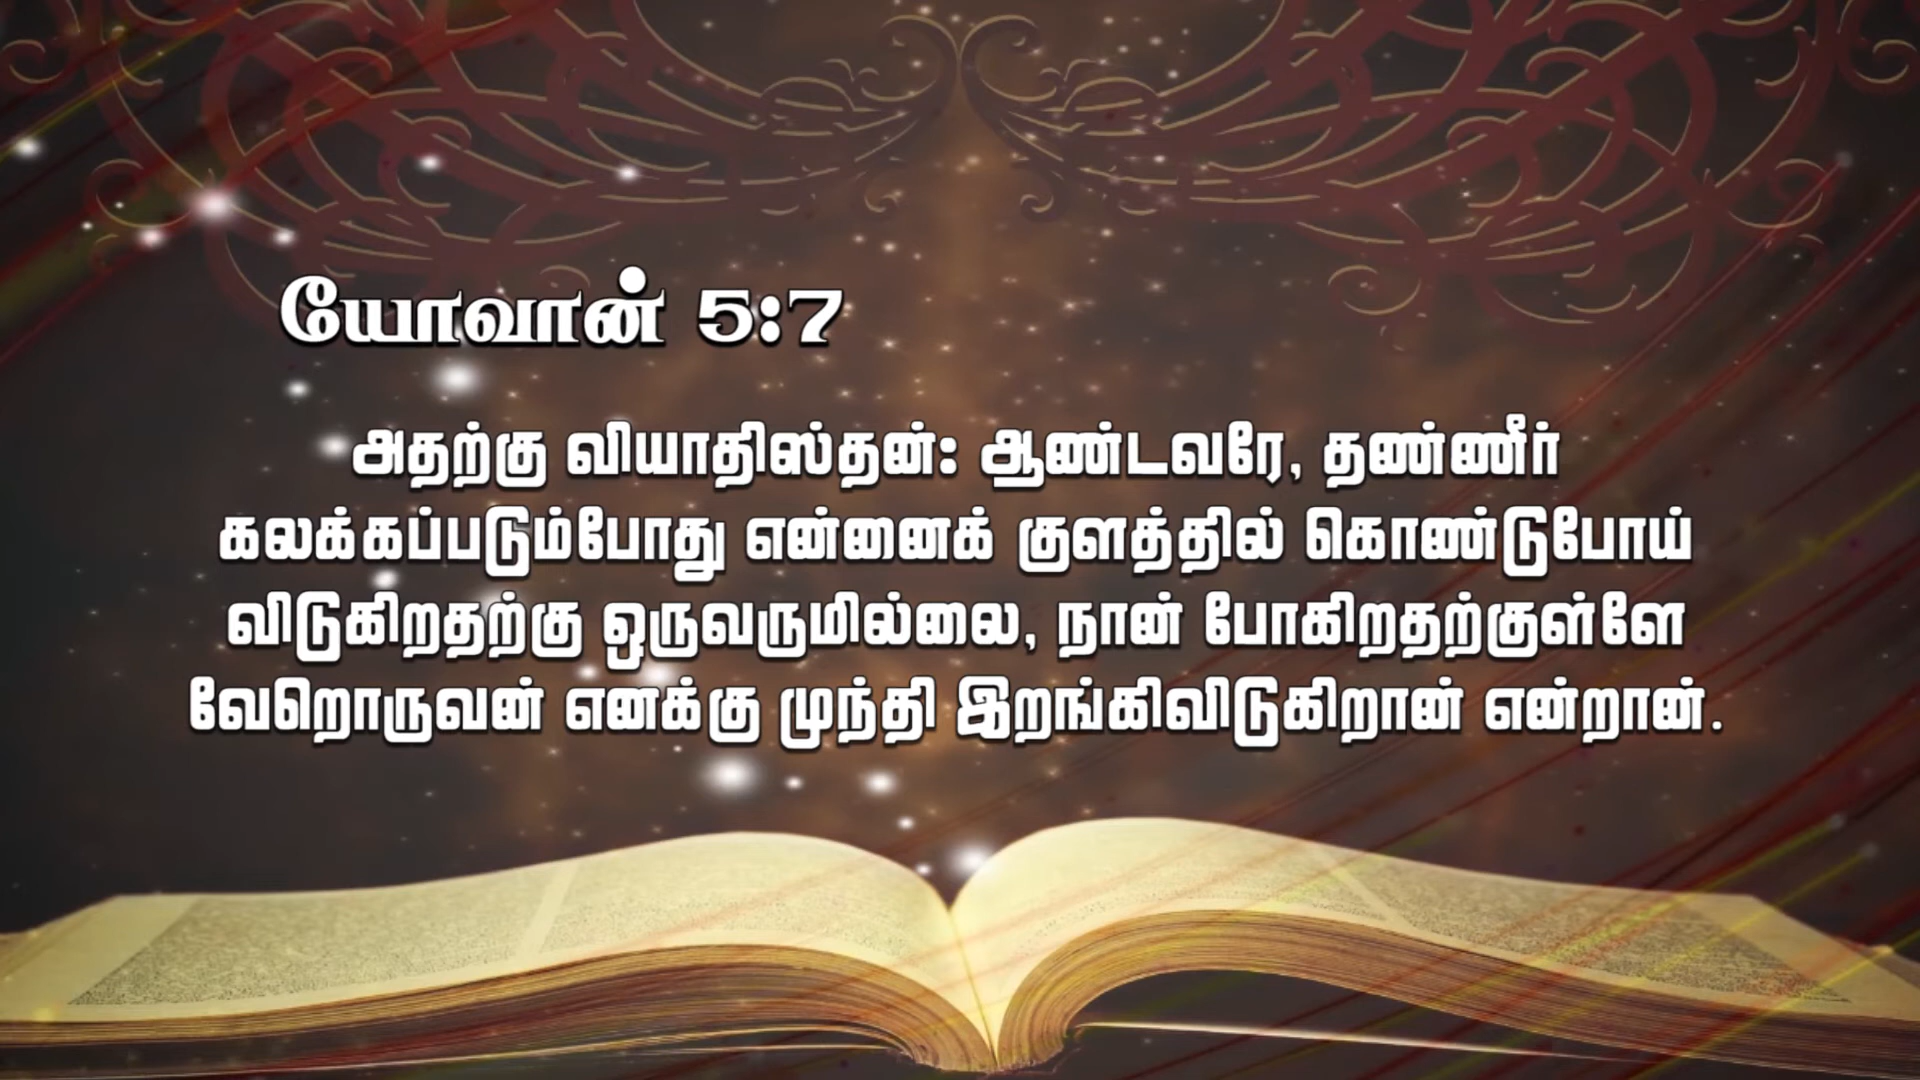 யோவான் 5:7
அதற்கு வியாதிஸ்தன்: ஆண்டவரே, தண்ணீர்
கலக்கப்படும்போது என்னைக் குளத்தில் கொண்டுபோய்
விடுகிறதற்கு ஒருவருமில்லை, நான் போகிறதற்குள்ளே
வேறொருவன் எனக்கு முந்தி இறங்கிவிடுகிறான் என்றான்.